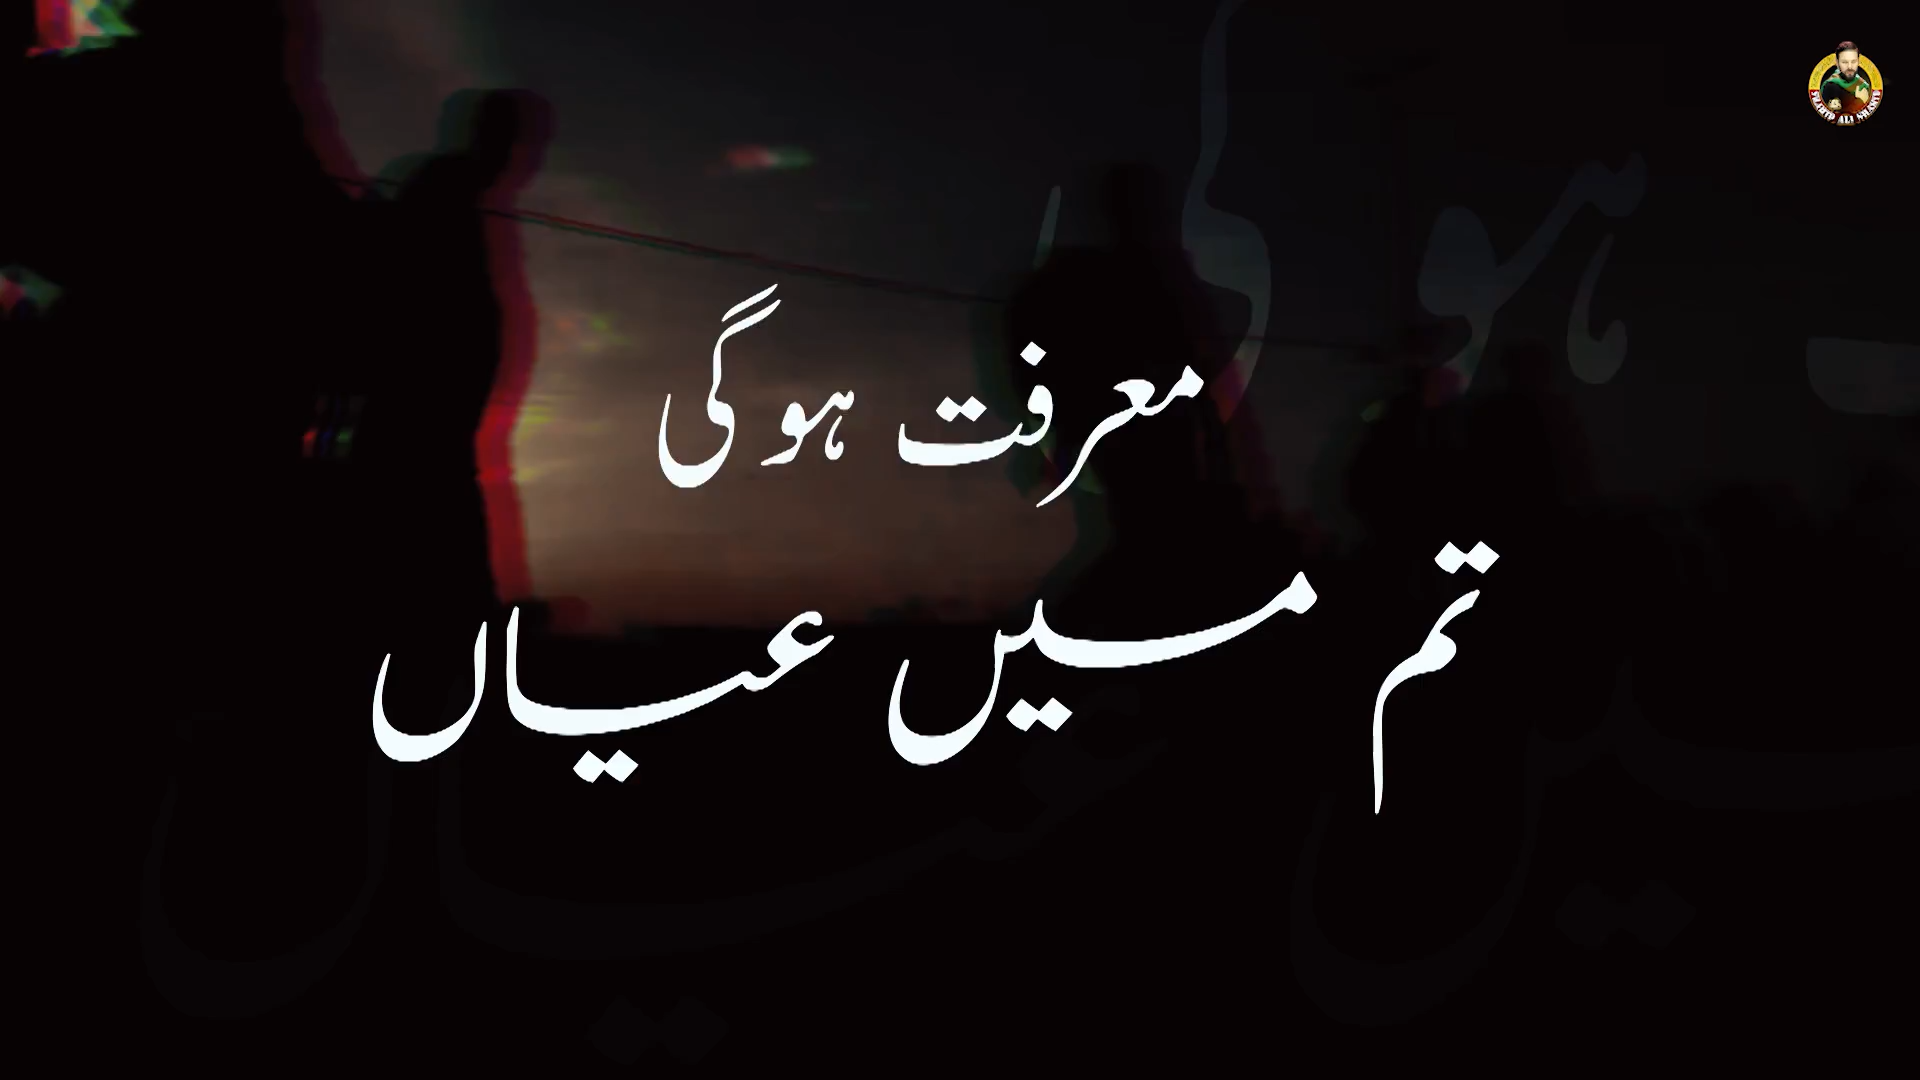 معرفت ہو گی
تم میں عیاں